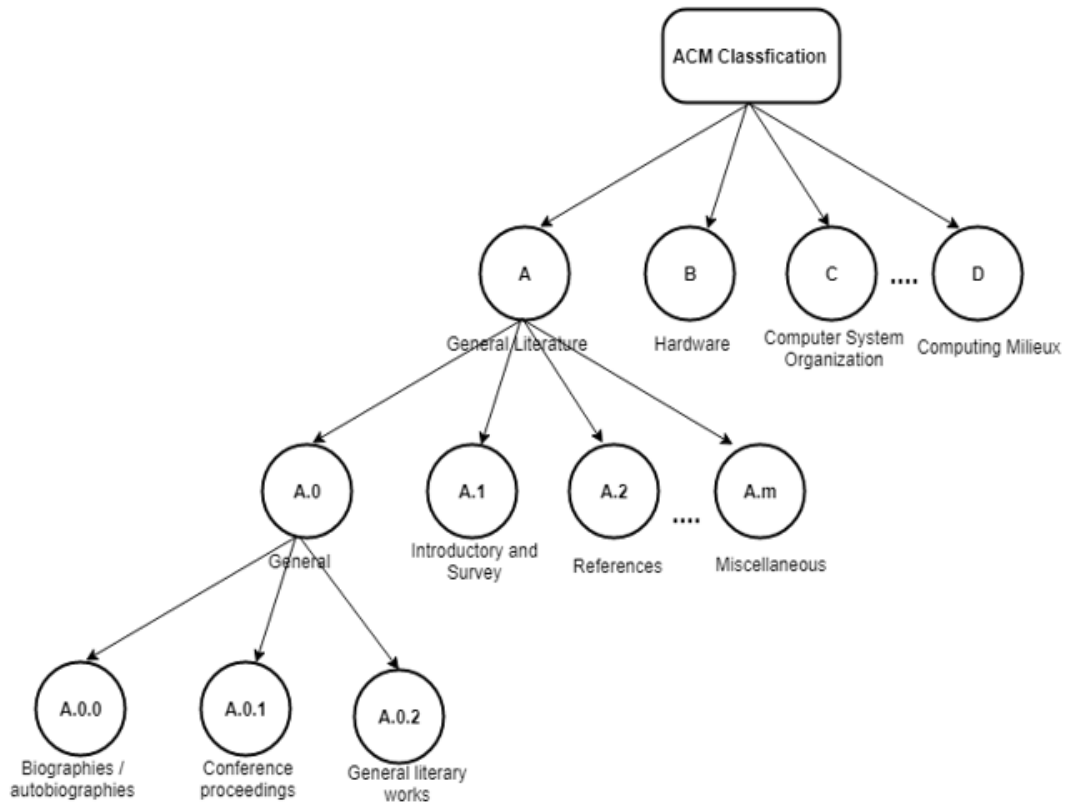 ACM Classfication
A
B
C
....
D
General Literature
Hardware
Computer System
Organization
Computing Milieux
A.0
A.1
A.2
....
A.m
General
Introductory and
Survey
References
Miscellaneous
A.0.0
A.0.1
A.0.2
Biographies /
autobiographies
Conference
proceedings
General literary
works